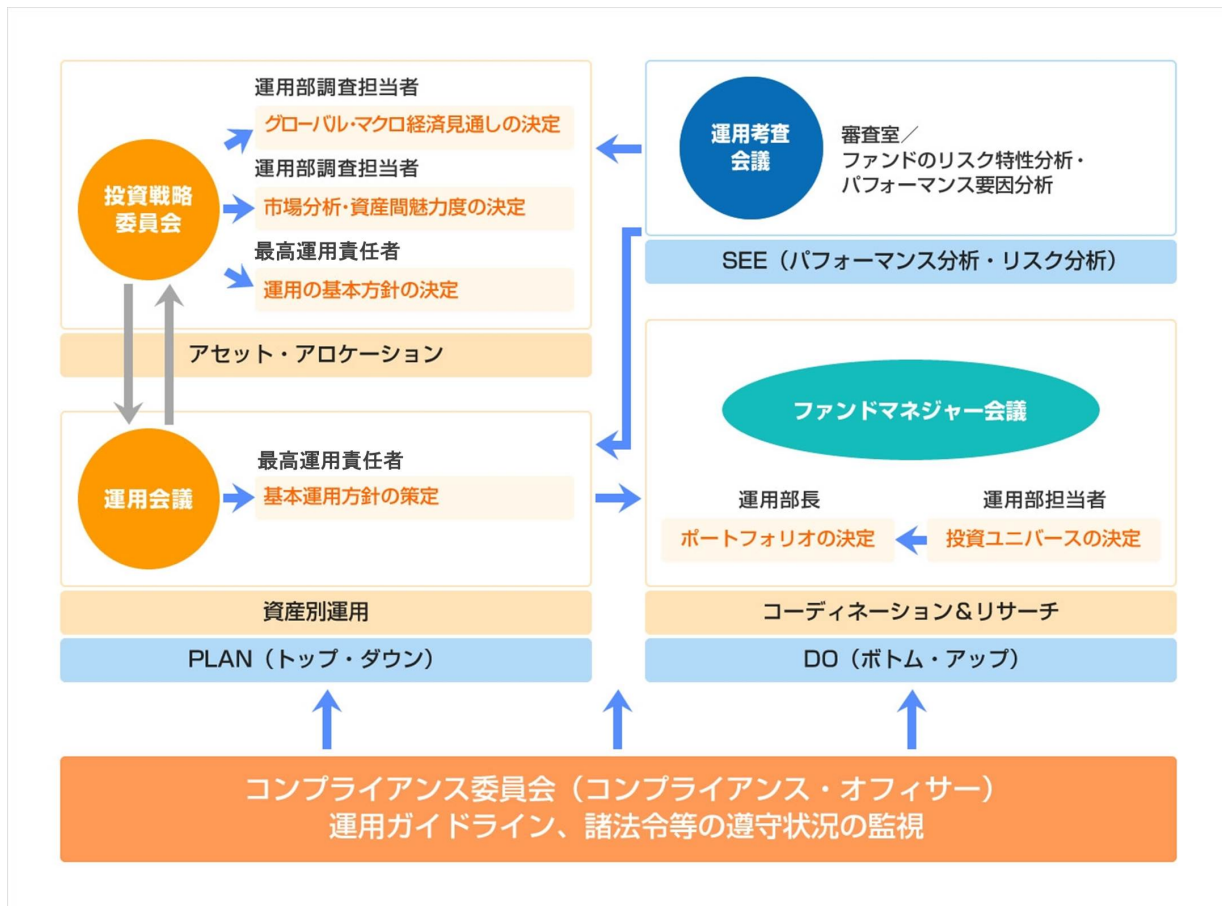 運用部調査担当者
グローバル・マクロ経済見通しの決定
投資戦略
委員会
運用部調査担当者
市場分析・資産間魅力度の決定
最高運用責任者
運用の基本方針の決定
アセット・アロケーション
運用会議
最高運用責任者
基本運用方針の策定
資産別運用
PLAN（トップ・ダウン）
運用考査
会議
審査室／
ファンドのリスク特性分析・
パフォーマンス要因分析
SEE（パフォーマンス分析・リスク分析）
ファンドマネジャー会議
運用部長
ポートフォリオの決定
運用部担当者
投資ユニバースの決定
コーディネーション＆リサーチ
DO（ボトム・アップ）
コンプライアンス委員会（コンプライアンス・オフィサー）
運用ガイドライン、諸法令等の遵守状況の監視